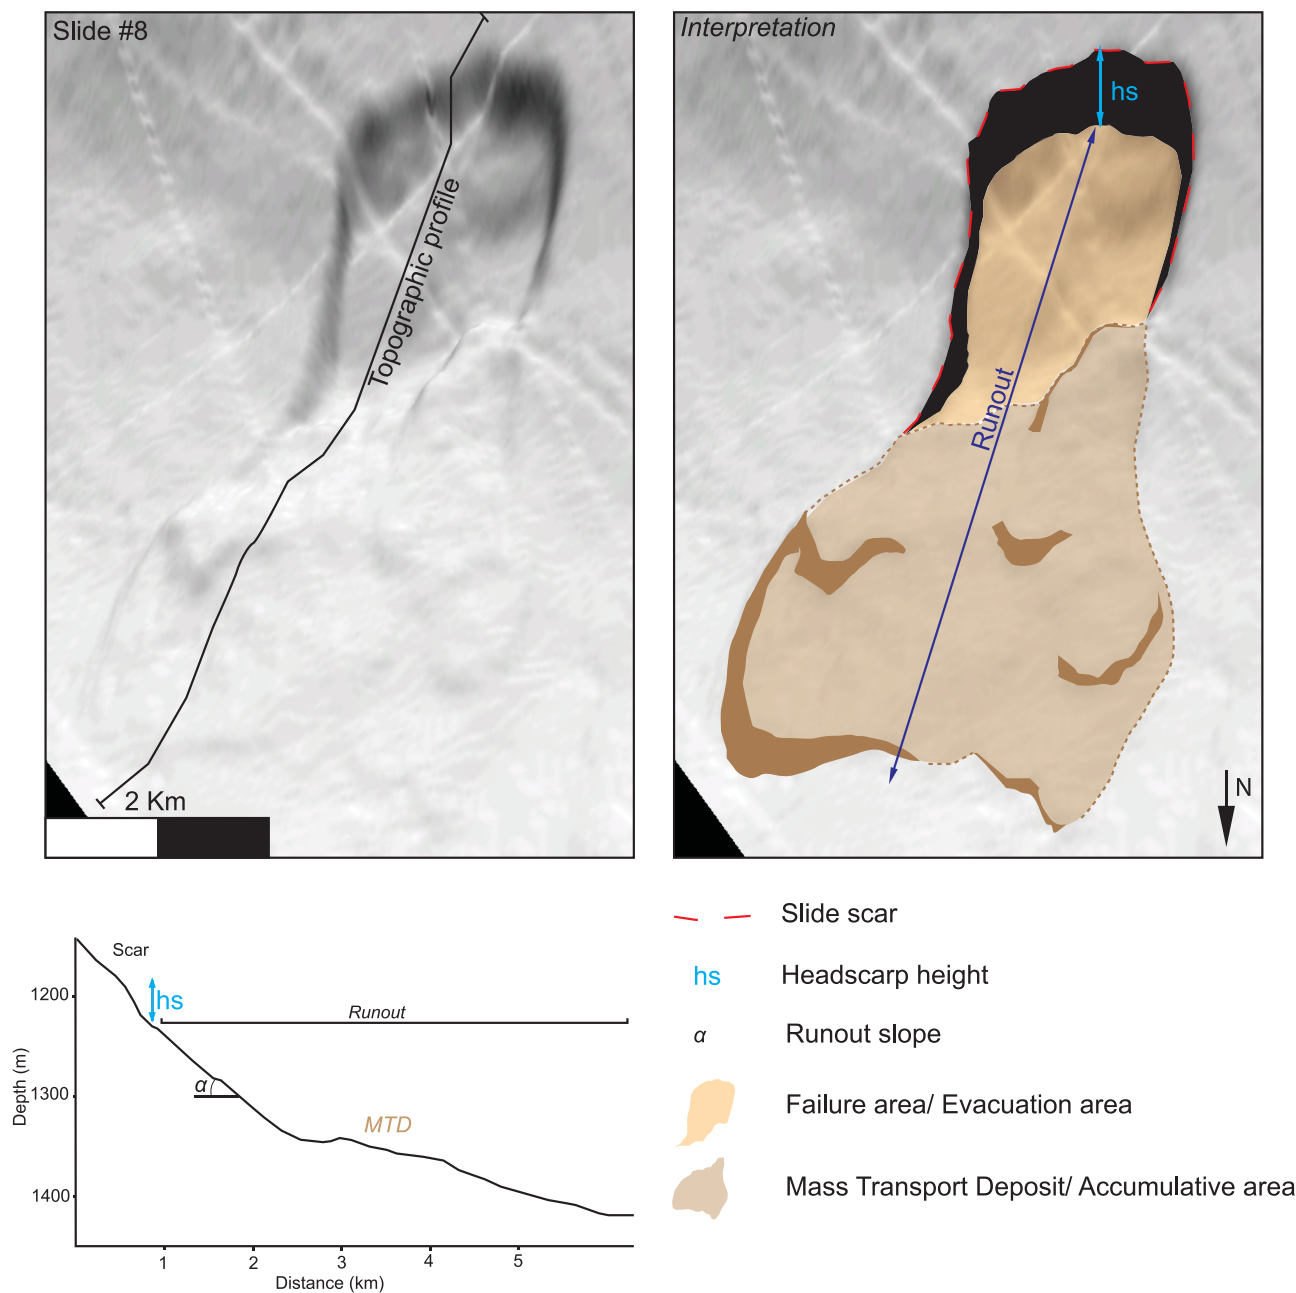 Slide #8
Topographic profile
2 Km
Interpretation
hs
Runout
N
Scar
hs
Runout
α
MTD
1200
1300
1400
Depth (m)
1 2 3 4 5
Distance (km)
Slide scar
hs Headscarp height
α Runout slope
Failure area/ Evacuation area
Mass Transport Deposit/ Accumulative area